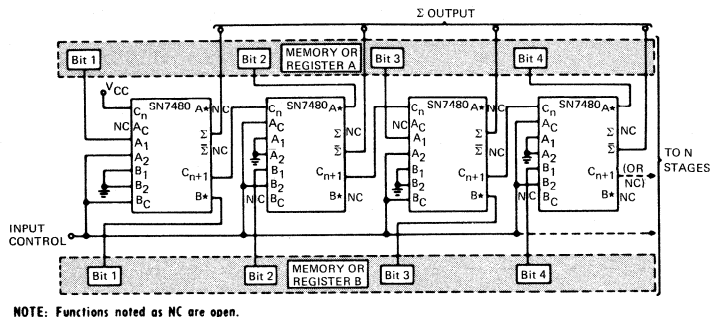 Σ OUTPUT
Bit 1
Bit 2
MEMORY OR
REGISTER A
Bit 3
Bit 4
VCC
SN7480
Cn
A*
NC
NC
AC
A1
A2
B1
B2
BC
Σ
Σ̅
NC
Cn+1
B*
SN7480
Cn
A*
AC
A1
A2
B1
B2
BC
NC
Σ
Σ̅
NC
Cn+1
B*
NC
SN7480
Cn
A*
NC
NC
AC
A1
A2
B1
B2
BC
Σ
Σ̅
NC
Cn+1
B*
SN7480
Cn
A*
AC
A1
A2
B1
B2
BC
NC
Σ
Σ̅
NC
Cn+1
(OR
NC)
B*
NC
TO N
STAGES
INPUT
CONTROL
Bit 1
Bit 2
MEMORY OR
REGISTER B
Bit 3
Bit 4
NOTE: Functions noted as NC are open.